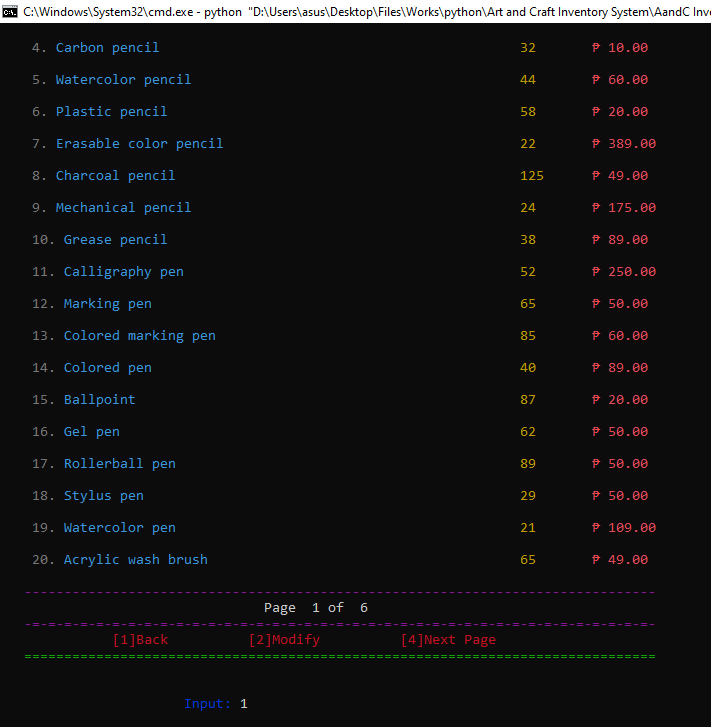 C:\Windows\System32\cmd.exe - python "D:\Users\asus\Desktop\Files\Works\python\Art and Craft Inventory System\AandC Inve
4. Carbon pencil 32 ₱ 10.00
5. Watercolor pencil 44 ₱ 60.00
6. Plastic pencil 58 ₱ 20.00
7. Erasable color pencil 22 ₱ 389.00
8. Charcoal pencil 125 ₱ 49.00
9. Mechanical pencil 24 ₱ 175.00
10. Grease pencil 38 ₱ 89.00
11. Calligraphy pen 52 ₱ 250.00
12. Marking pen 65 ₱ 50.00
13. Colored marking pen 85 ₱ 60.00
14. Colored pen 40 ₱ 89.00
15. Ballpoint 87 ₱ 20.00
16. Gel pen 62 ₱ 50.00
17. Rollerball pen 89 ₱ 50.00
18. Stylus pen 29 ₱ 50.00
19. Watercolor pen 21 ₱ 109.00
20. Acrylic wash brush 65 ₱ 49.00
Page 1 of 6
[1]Back [2]Modify [4]Next Page
Input: 1